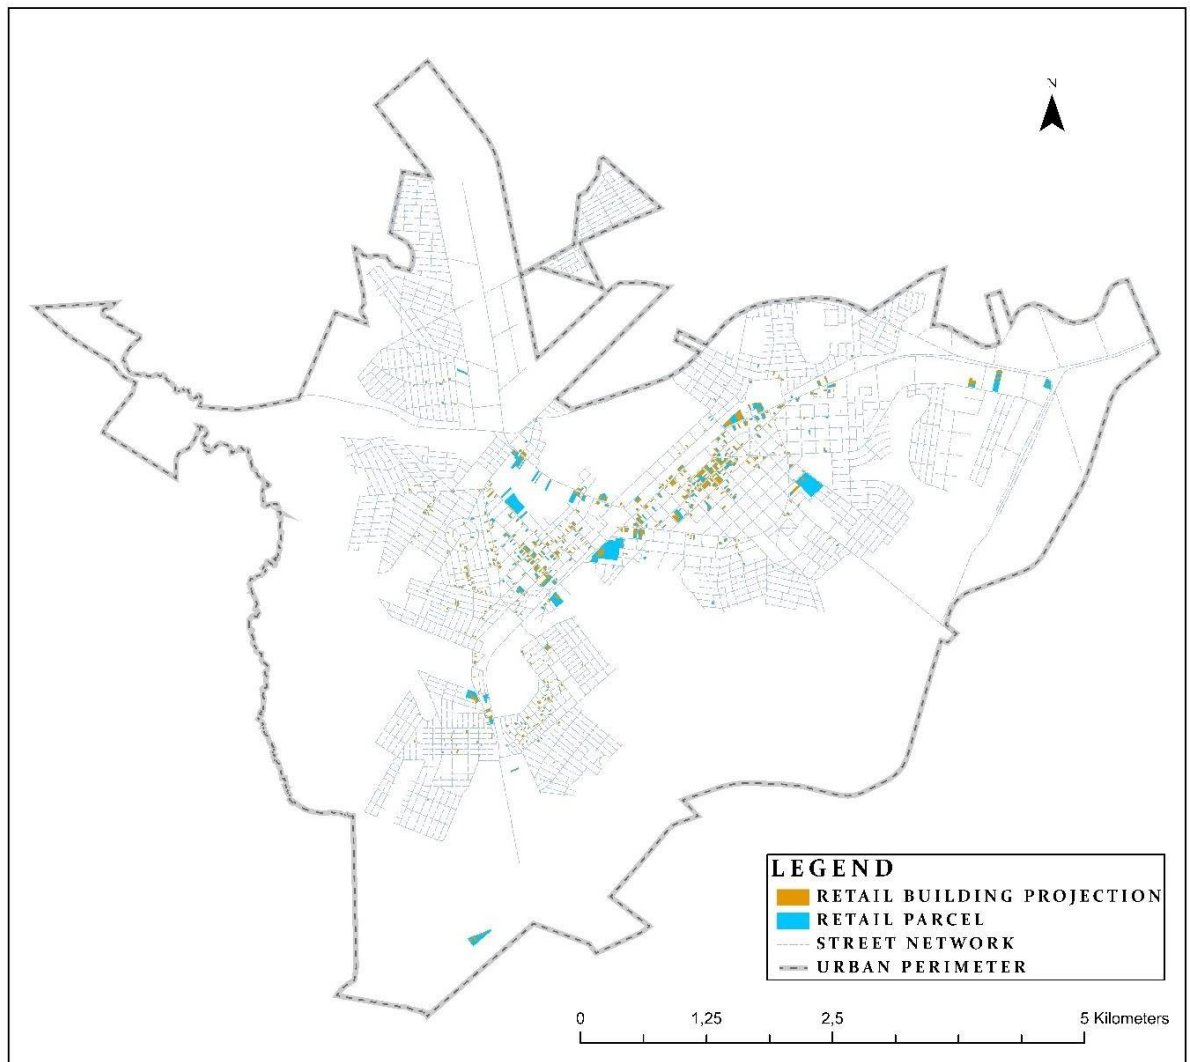 N
LEGEND
RETAIL BUILDING PROJECTION
RETAIL PARCEL
STREET NETWORK
URBAN PERIMETER
0 1,25 2,5 5 Kilometers